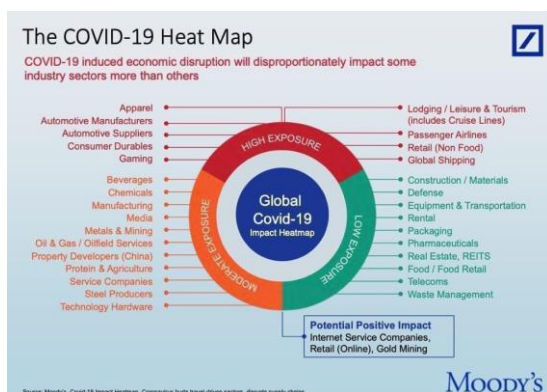 The COVID-19 Heat Map
COVID-19 induced economic disruption will disproportionately impact some
industry sectors more than others
Apparel
Automotive Manufacturers
Automotive Suppliers
Consumer Durables
Gaming
Beverages
Chemicals
Manufacturing
Media
Metals & Mining
Oil & Gas / Oilfield Services
Property Developers (China)
Protein & Agriculture
Service Companies
Steel Producers
Technology Hardware
HIGH EXPOSURE
MODERATE EXPOSURE
LOW EXPOSURE
Global
Covid-19
Impact Heatmap
Lodging / Leisure & Tourism
(includes Cruise Lines)
Passenger Airlines
Retail (Non Food)
Global Shipping
Construction / Materials
Defense
Equipment & Transportation
Rental
Packaging
Pharmaceuticals
Real Estate, REITS
Food / Food Retail
Telecoms
Waste Management
Potential Positive Impact
Internet Service Companies,
Retail (Online), Gold Mining
Moody's